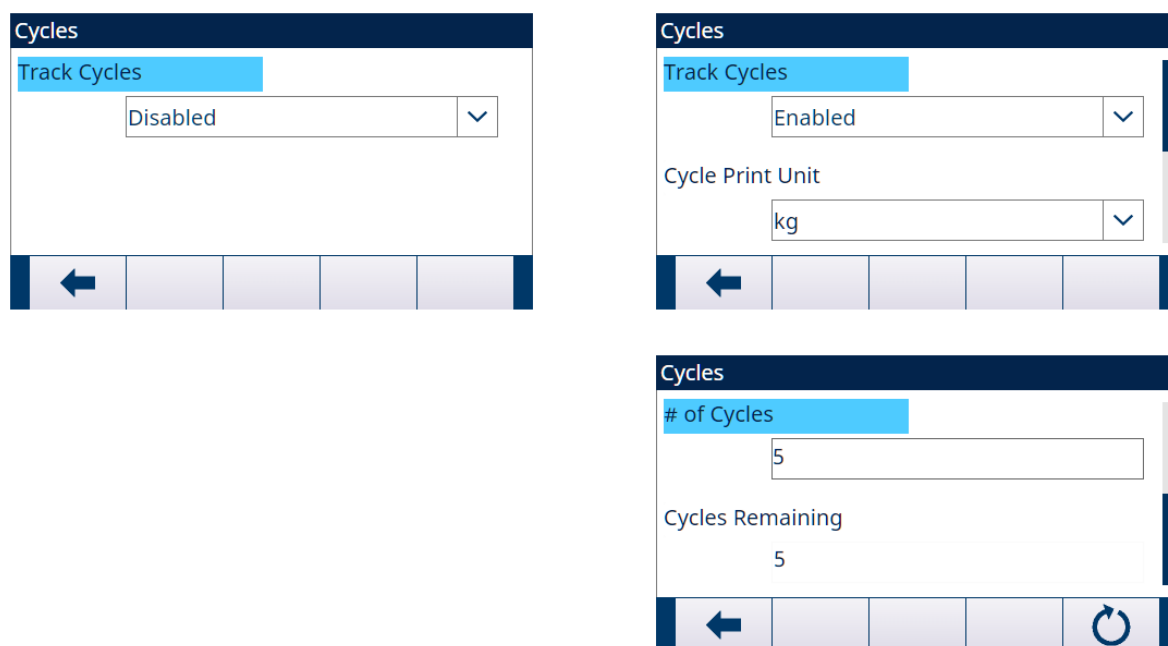 Cycles
Track Cycles
Disabled
Cycles
Track Cycles
Enabled
Cycle Print Unit
kg
Cycles
# of Cycles
5
Cycles Remaining
5